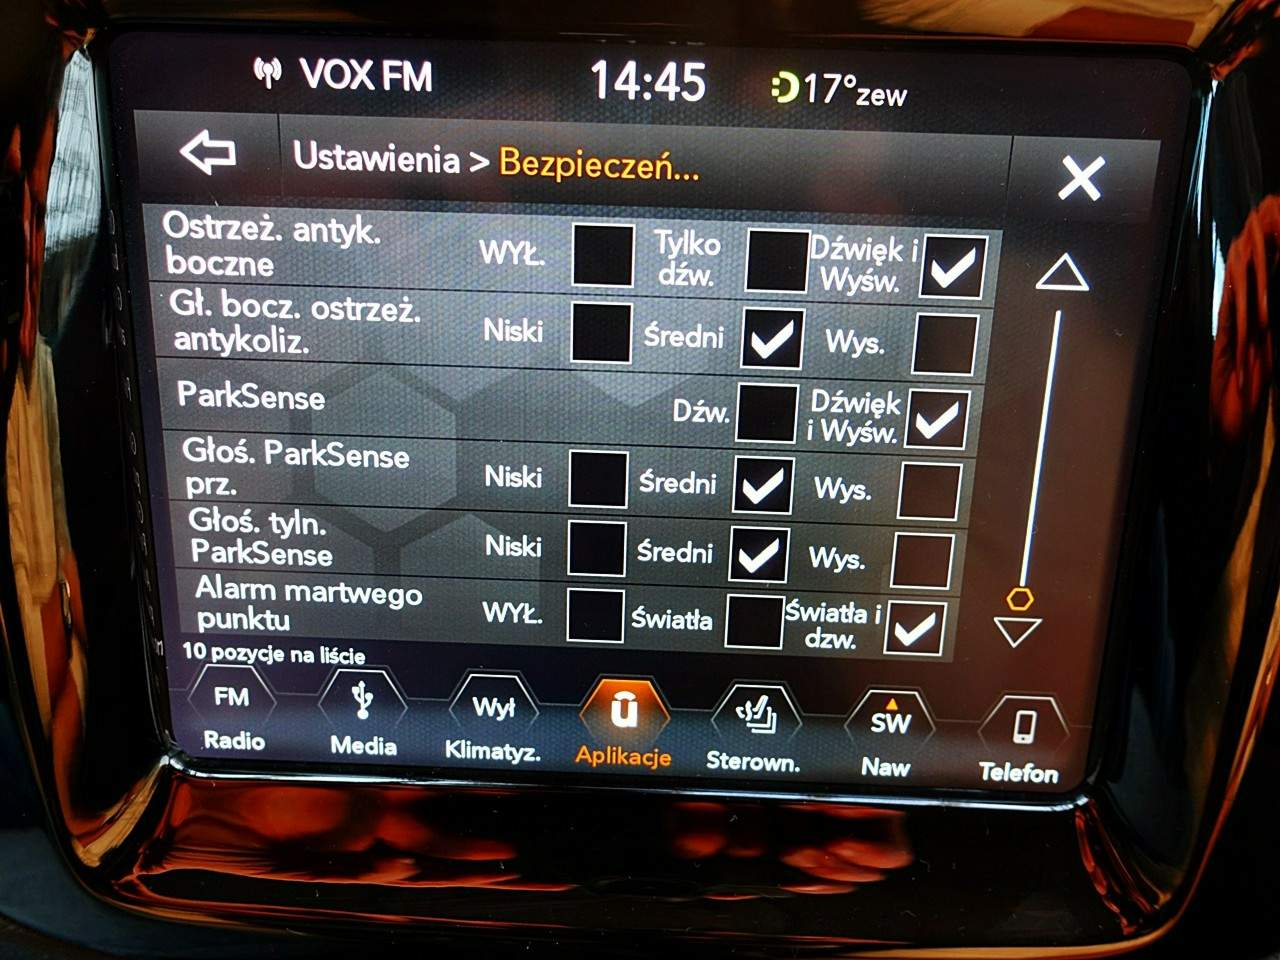 VOX FM 14:45 17°zew
Ustawienia > Bezpieczeń...
Ostrzeż. antyk.
boczne
WYŁ.
Tylko
dźw.
Dźwięk i
Wyśw.
Gł. bocz. ostrzeż.
antykoliz.
Niski
Średni
Wys.
ParkSense
Dźw.
Dźwięk
i Wyśw.
Głoś. ParkSense
prz.
Niski
Średni
Wys.
Głoś. tyln.
ParkSense
Niski
Średni
Wys.
Alarm martwego
punktu
WYŁ.
Światła
Światła i
dzw.
10 pozycje na liście
FM
Radio
Media
Wył
Klimatyz.
Aplikacje
Sterown.
SW
Naw
Telefon